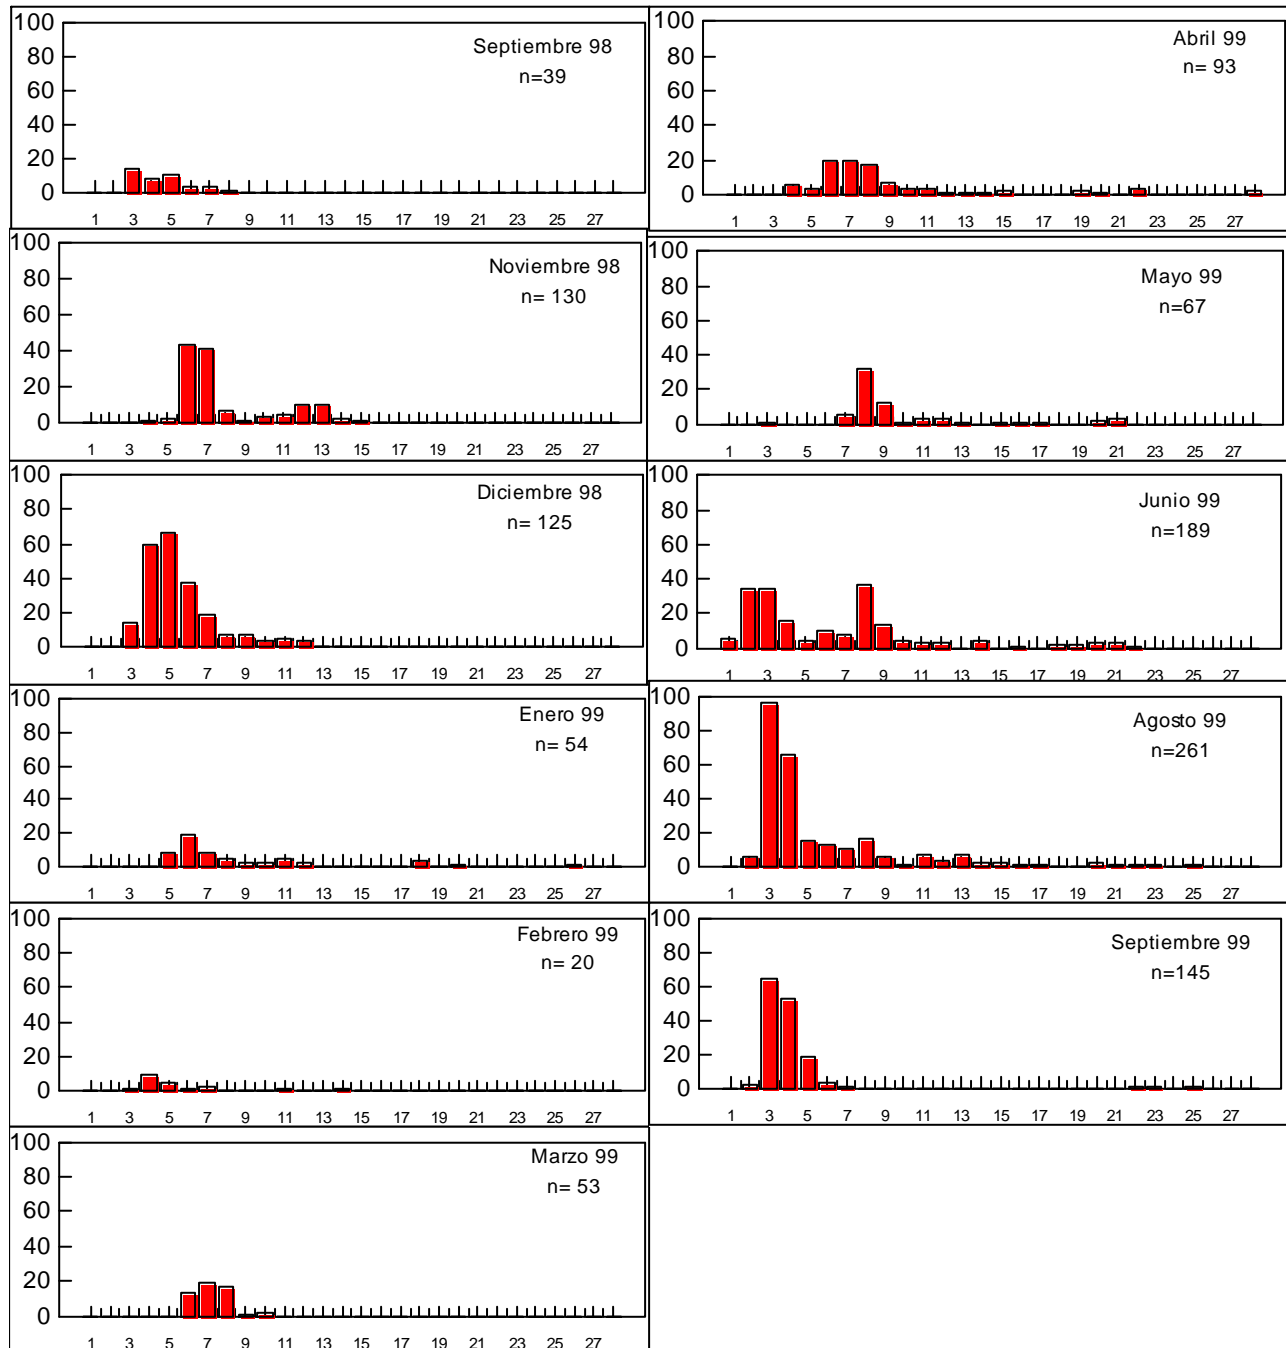 100
80
60
40
20
0
Septiembre 98
n=39
1 3 5 7 9 11 13 15 17 19 21 23 25 27
100
80
60
40
20
0
Noviembre 98
n= 130
1 3 5 7 9 11 13 15 17 19 21 23 25 27
100
80
60
40
20
0
Diciembre 98
n= 125
1 3 5 7 9 11 13 15 17 19 21 23 25 27
100
80
60
40
20
0
Enero 99
n= 54
1 3 5 7 9 11 13 15 17 19 21 23 25 27
100
80
60
40
20
0
Febrero 99
n= 20
1 3 5 7 9 11 13 15 17 19 21 23 25 27
100
80
60
40
20
0
Marzo 99
n= 53
1 3 5 7 9 11 13 15 17 19 21 23 25 27
100
80
60
40
20
0
Abril 99
n= 93
1 3 5 7 9 11 13 15 17 19 21 23 25 27
100
80
60
40
20
0
Mayo 99
n=67
1 3 5 7 9 11 13 15 17 19 21 23 25 27
100
80
60
40
20
0
Junio 99
n=189
1 3 5 7 9 11 13 15 17 19 21 23 25 27
100
80
60
40
20
0
Agosto 99
n=261
1 3 5 7 9 11 13 15 17 19 21 23 25 27
100
80
60
40
20
0
Septiembre 99
n=145
1 3 5 7 9 11 13 15 17 19 21 23 25 27